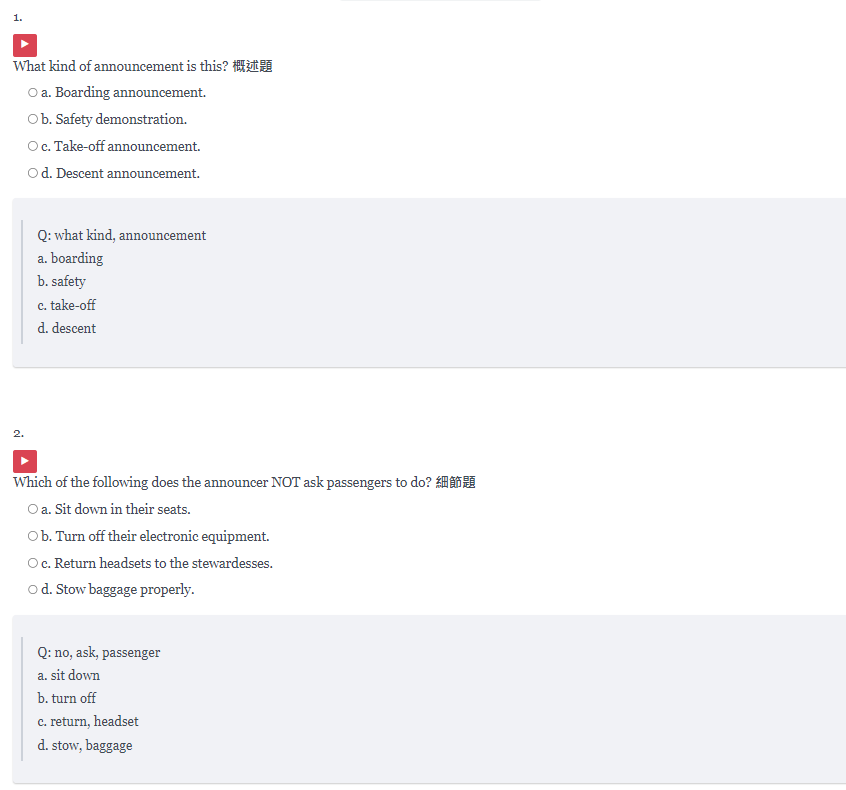 1.
What kind of announcement is this? 概述題
a. Boarding announcement.
b. Safety demonstration.
c. Take-off announcement.
d. Descent announcement.
Q: what kind, announcement
a. boarding
b. safety
c. take-off
d. descent
2.
Which of the following does the announcer NOT ask passengers to do? 細節題
a. Sit down in their seats.
b. Turn off their electronic equipment.
c. Return headsets to the stewardesses.
d. Stow baggage properly.
Q: no, ask, passenger
a. sit down
b. turn off
c. return, headset
d. stow, baggage